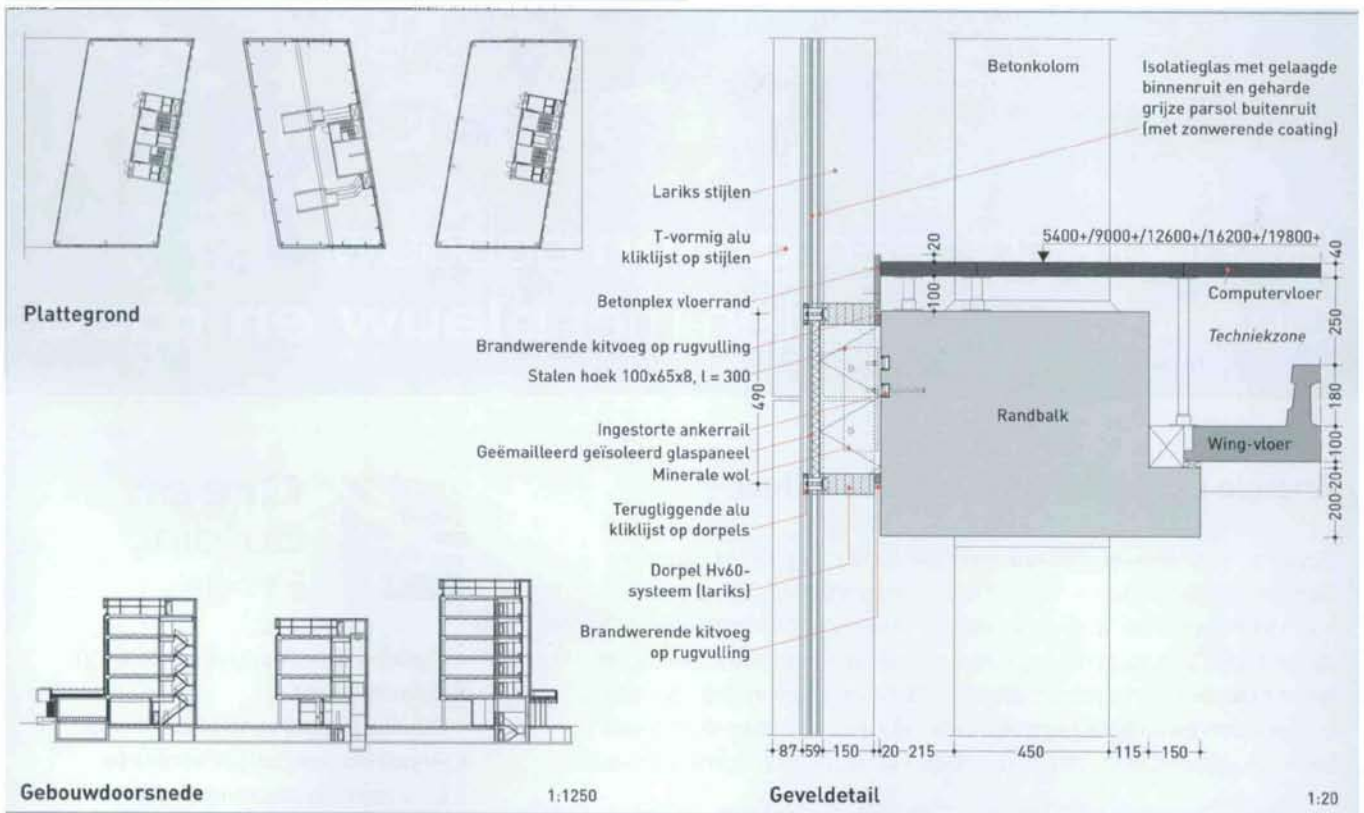 Plattegrond
Gebouwdoorsnede
1:1250
Betonkolom
Isolatieglas met gelaagde
binnenruit en geharde
grijze parsol buitenruit
(met zonwerende coating)
Lariks stijlen
T-vormig alu
kliklijst op stijlen
Betonplex vloerrand
Brandwerende kitvoeg op rugvulling
Stalen hoek 100x65x8, l = 300
Ingestorte ankerrail
Geëmailleerd geïsoleerd glaspaneel
Minerale wol
Terugliggende alu
kliklijst op dorpels
Dorpel Hv60-
systeem (lariks)
Brandwerende kitvoeg
op rugvulling
5400+/9000+/12600+/16200+/19800+
20
100
490
Computervloer
Techniekzone
Randbalk
Wing-vloer
40
250
180
100
20
200
87
59
150
20
215
450
115
150
Geveldetail
1:20